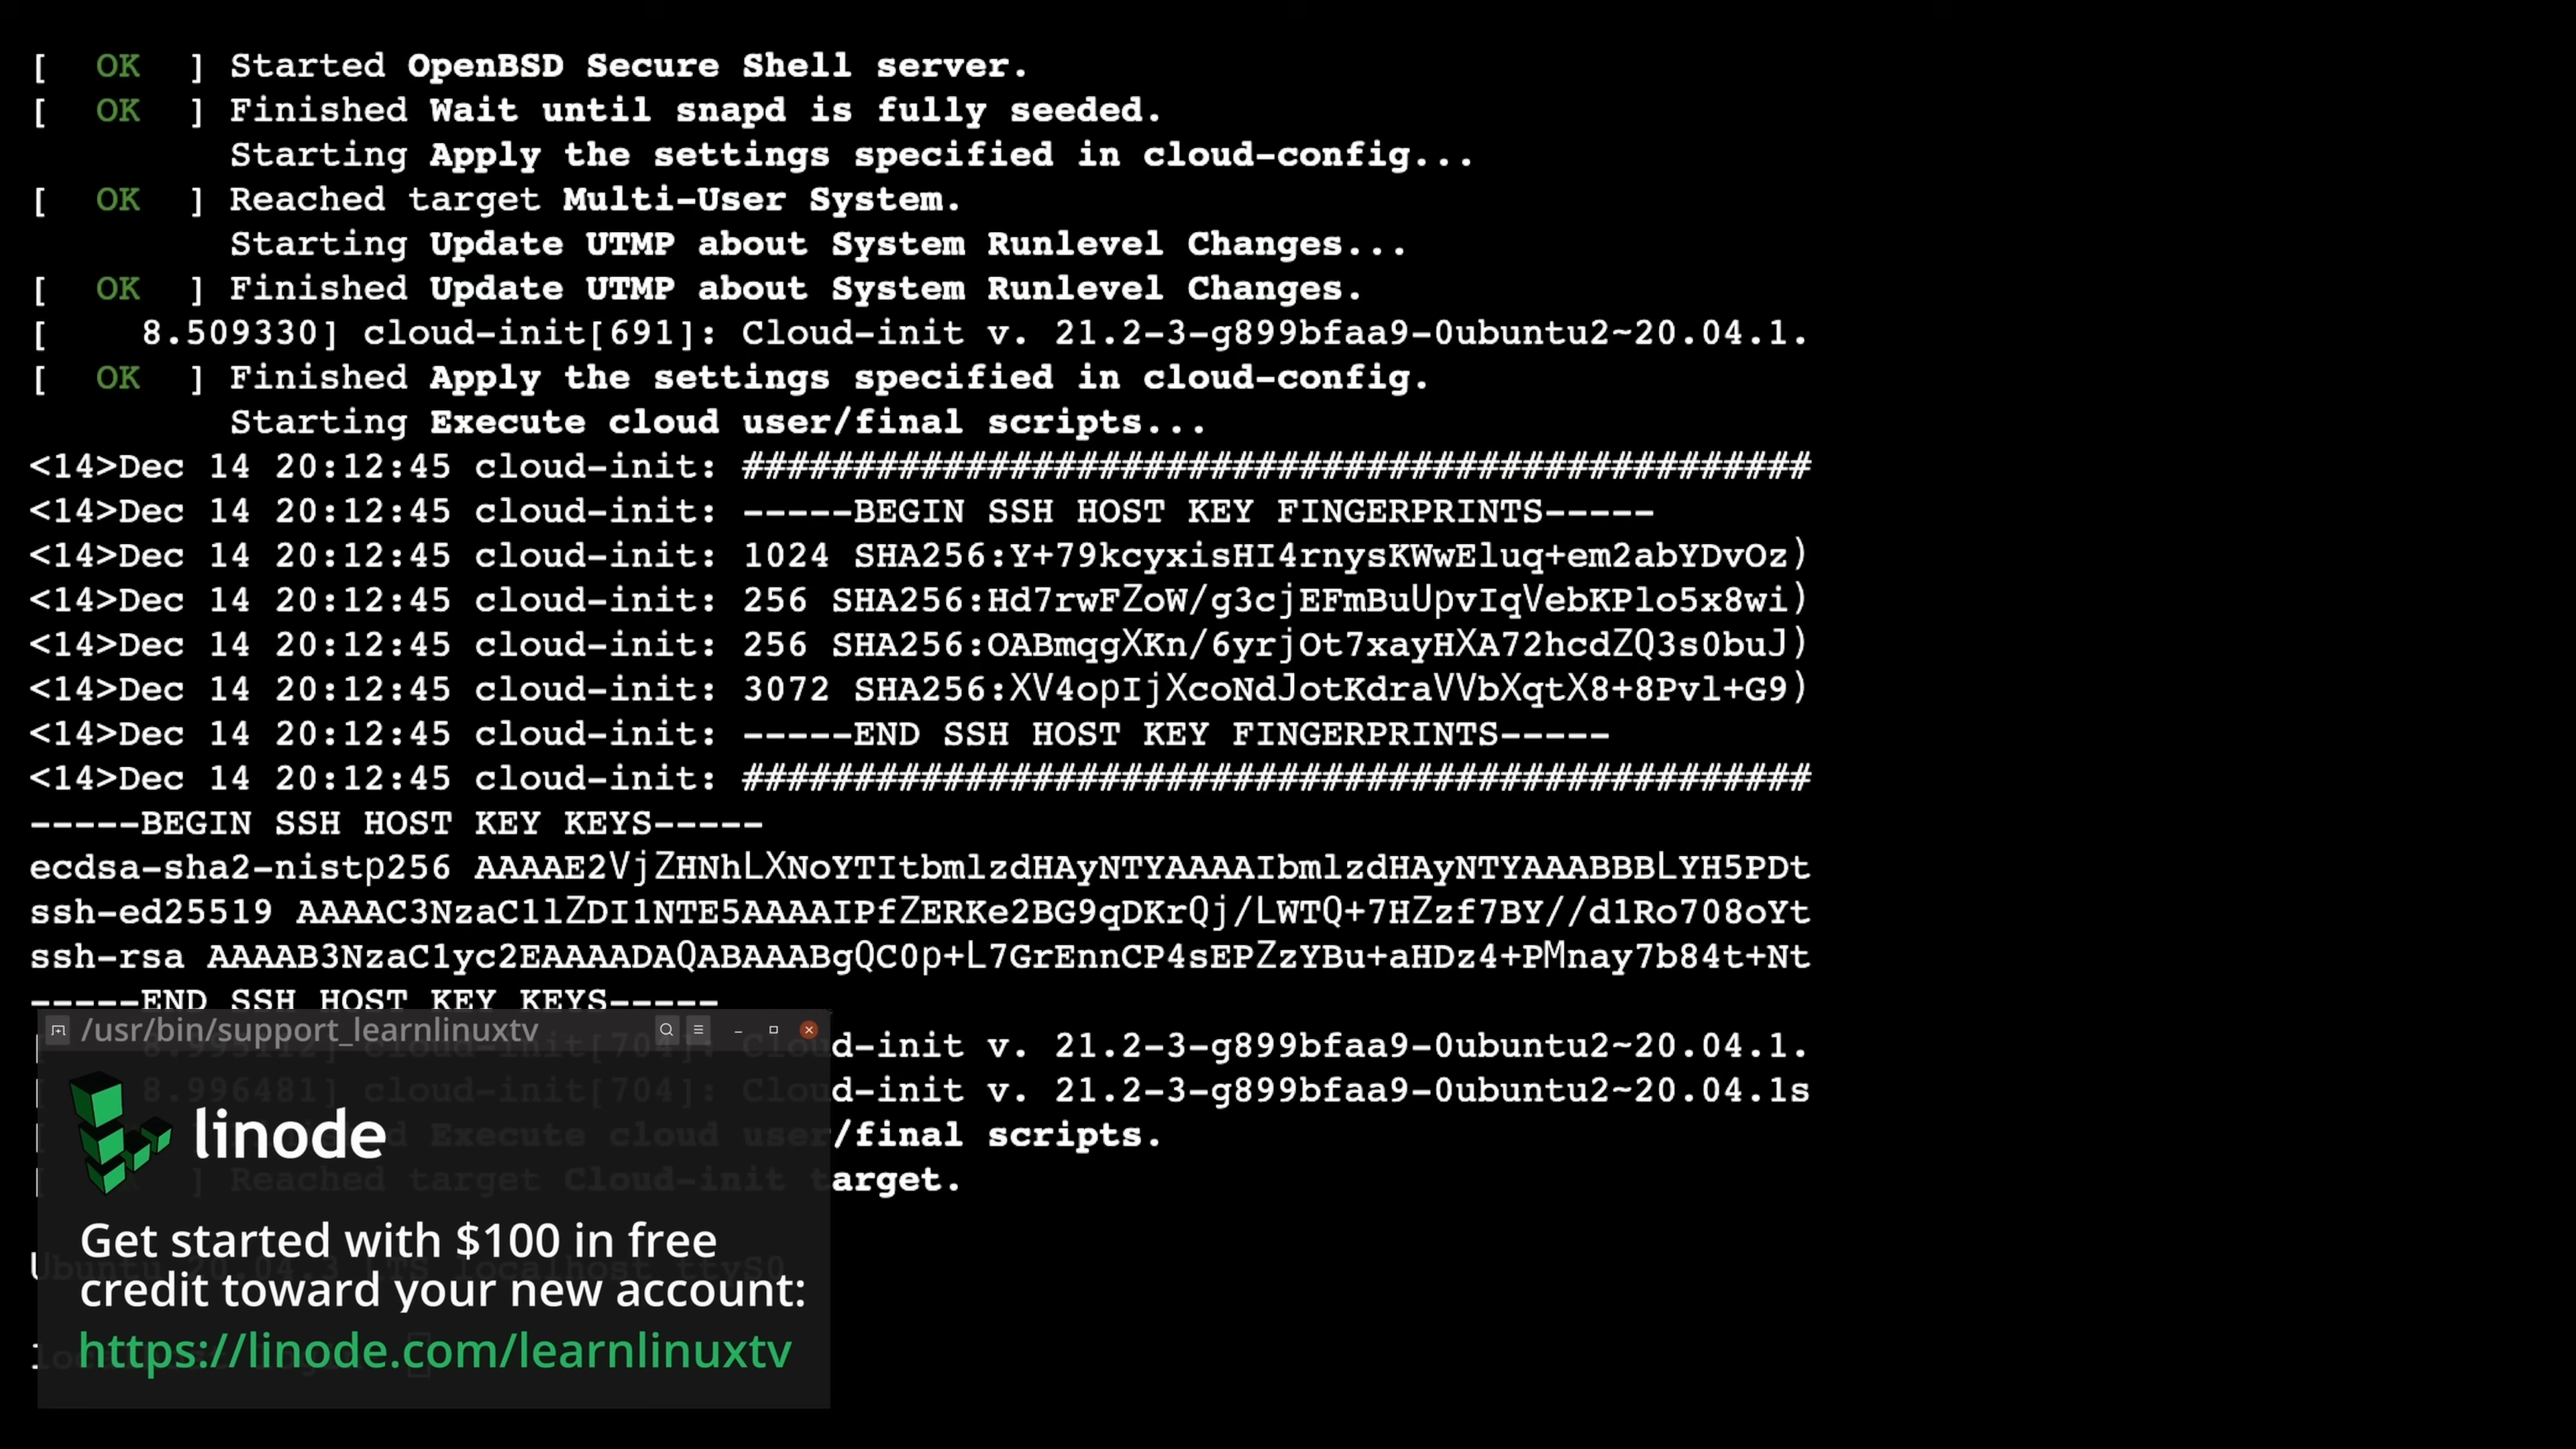 [  OK  ] Started OpenBSD Secure Shell server.
[  OK  ] Finished Wait until snapd is fully seeded.
         Starting Apply the settings specified in cloud-config...
[  OK  ] Reached target Multi-User System.
         Starting Update UTMP about System Runlevel Changes...
[  OK  ] Finished Update UTMP about System Runlevel Changes.
[    8.509330] cloud-init[691]: Cloud-init v. 21.2-3-g899bfaa9-0ubuntu2~20.04.1.
[  OK  ] Finished Apply the settings specified in cloud-config.
         Starting Execute cloud user/final scripts...
<14>Dec 14 20:12:45 cloud-init: ################################################
<14>Dec 14 20:12:45 cloud-init: -----BEGIN SSH HOST KEY FINGERPRINTS-----
<14>Dec 14 20:12:45 cloud-init: 1024 SHA256:Y+79kcyxisHI4rnysKWwEluq+em2abYDvOz)
<14>Dec 14 20:12:45 cloud-init: 256 SHA256:Hd7rwFZoW/g3cjEFmBuUpvIqVebKPlo5x8wi)
<14>Dec 14 20:12:45 cloud-init: 256 SHA256:OABmqgXKn/6yrjOt7xayHXA72hcdZQ3s0buJ)
<14>Dec 14 20:12:45 cloud-init: 3072 SHA256:XV4opIjXcoNdJotKdraVVbXqtX8+8Pvl+G9)
<14>Dec 14 20:12:45 cloud-init: -----END SSH HOST KEY FINGERPRINTS-----
<14>Dec 14 20:12:45 cloud-init: ################################################
-----BEGIN SSH HOST KEY KEYS-----
ecdsa-sha2-nistp256 AAAAE2VjZHNhLXNoYTItbmlzdHAyNTYAAAAIbmlzdHAyNTYAAABBBLYH5PDt
ssh-ed25519 AAAAC3NzaC1lZDI1NTE5AAAAIPfZERKe2BG9qDKrQj/LWTQ+7HZzf7BY//d1Ro708oYt
ssh-rsa AAAAB3NzaC1yc2EAAAADAQABAAABgQC0p+L7GrEnnCP4sEPZzYBu+aHDz4+PMnay7b84t+Nt
-----END SSH HOST KEY KEYS-----
/usr/bin/support_learnlinuxtv
cloud-init[704]: Cloud-init v. 21.2-3-g899bfaa9-0ubuntu2~20.04.1.
8.996481] cloud-init[704]: Cloud-init v. 21.2-3-g899bfaa9-0ubuntu2~20.04.1s
Execute cloud user/final scripts.
] Reached target Cloud-init target.
linode
Get started with $100 in free
Ubuntu 20.04.3 LTS localhost ttyS0
credit toward your new account:
https://linode.com/learnlinuxtv